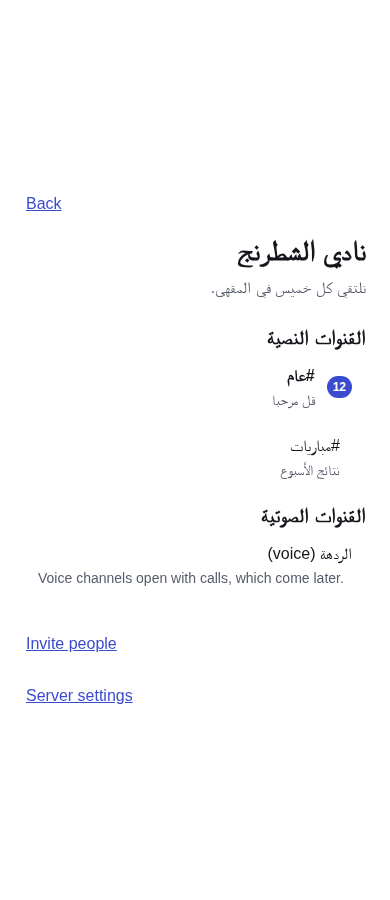 Back
نادي الشطرنج
نلتقي كل خميس في المقهى.
القنوات النصية
#عام
12
قل مرحبا
#مباريات
نتائج الأسبوع
القنوات الصوتية
الردهة (voice)
Voice channels open with calls, which come later.
Invite people
Server settings